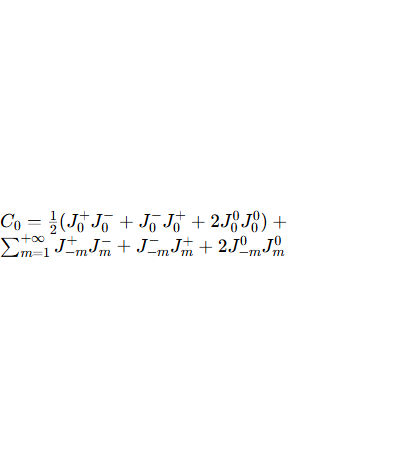 $C_0 = \frac{1}{2}(J_0^+ J_0^- + J_0^- J_0^+ + 2J_0^0 J_0^0) +$
$\sum_{m=1}^{+\infty} J_{-m}^+ J_m^- + J_{-m}^- J_m^+ + 2J_{-m}^0 J_m^0$